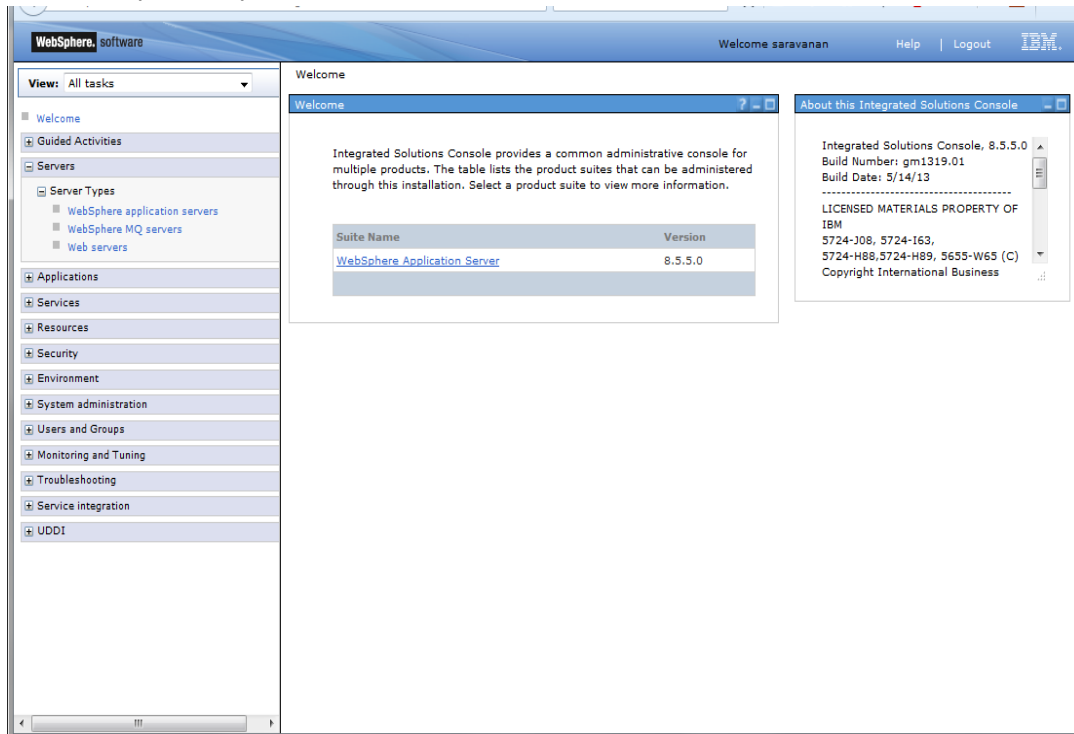 WebSphere. software
Welcome saravanan
Help | Logout
IBM.
View: All tasks
Welcome
Guided Activities
Servers
Server Types
WebSphere application servers
WebSphere MQ servers
Web servers
Applications
Services
Resources
Security
Environment
System administration
Users and Groups
Monitoring and Tuning
Troubleshooting
Service integration
UDDI
Welcome
Welcome
Integrated Solutions Console provides a common administrative console for
multiple products. The table lists the product suites that can be administered
through this installation. Select a product suite to view more information.
Suite Name Version
WebSphere Application Server 8.5.5.0
About this Integrated Solutions Console
Integrated Solutions Console, 8.5.5.0
Build Number: gm1319.01
Build Date: 5/14/13
--------------------------------------
LICENSED MATERIALS PROPERTY OF
IBM
5724-J08, 5724-I63,
5724-H88,5724-H89, 5655-W65 (C)
Copyright International Business